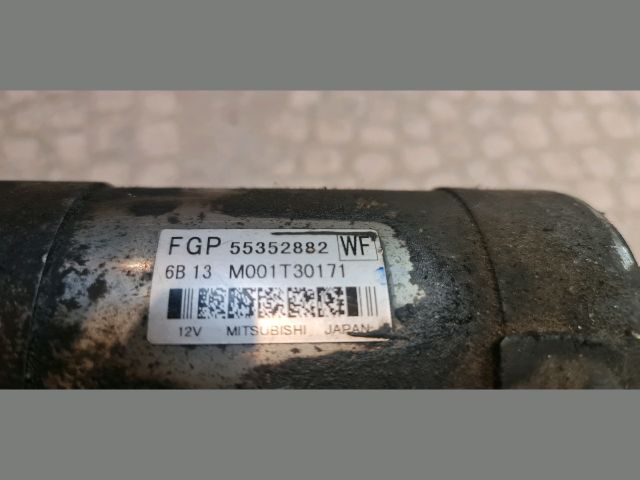 FGP 55352882 WF
6B 13 M001T30171
12V MITSUBISHI JAPAN